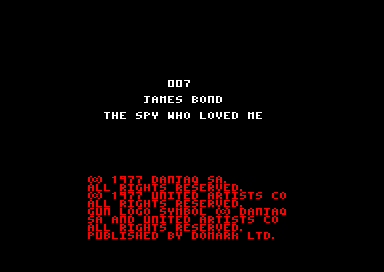 007
JAMES BOND
THE SPY WHO LOVED ME
(C) 1977 DANJAQ SA.
ALL RIGHTS RESERVED.
(C) 1977 UNITED ARTISTS CO
ALL RIGHTS RESERVED.
GUN LOGO SYMBOL (C) DANJAQ
SA AND UNITED ARTISTS CO
ALL RIGHTS RESERVED.
PUBLISHED BY DOMARK LTD.